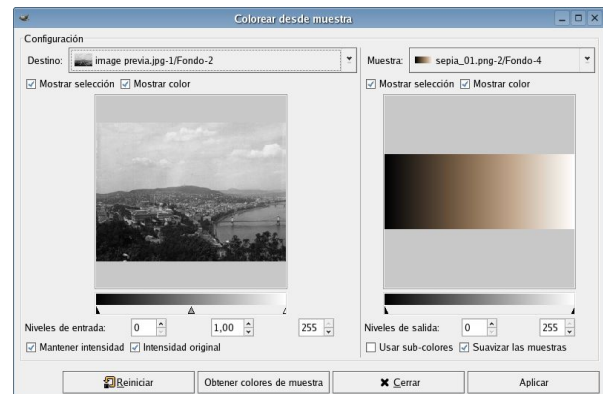 Colorear desde muestra
Configuración
Destino: image previa.jpg-1/Fondo-2
Muestra: sepia_01.png-2/Fondo-4
Mostrar selección Mostrar color
Mostrar selección Mostrar color
Niveles de entrada: 0 1,00 255
Niveles de salida: 0 255
Mantener intensidad Intensidad original
Usar sub-colores Suavizar las muestras
Reiniciar Obtener colores de muestra Cerrar Aplicar